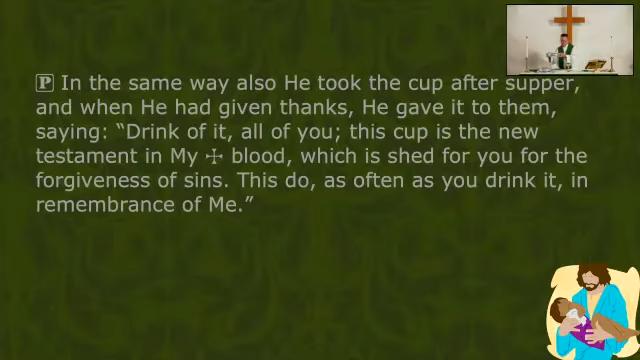 P In the same way also He took the cup after supper,
and when He had given thanks, He gave it to them,
saying: “Drink of it, all of you; this cup is the new
testament in My ☩ blood, which is shed for you for the
forgiveness of sins. This do, as often as you drink it, in
remembrance of Me.”